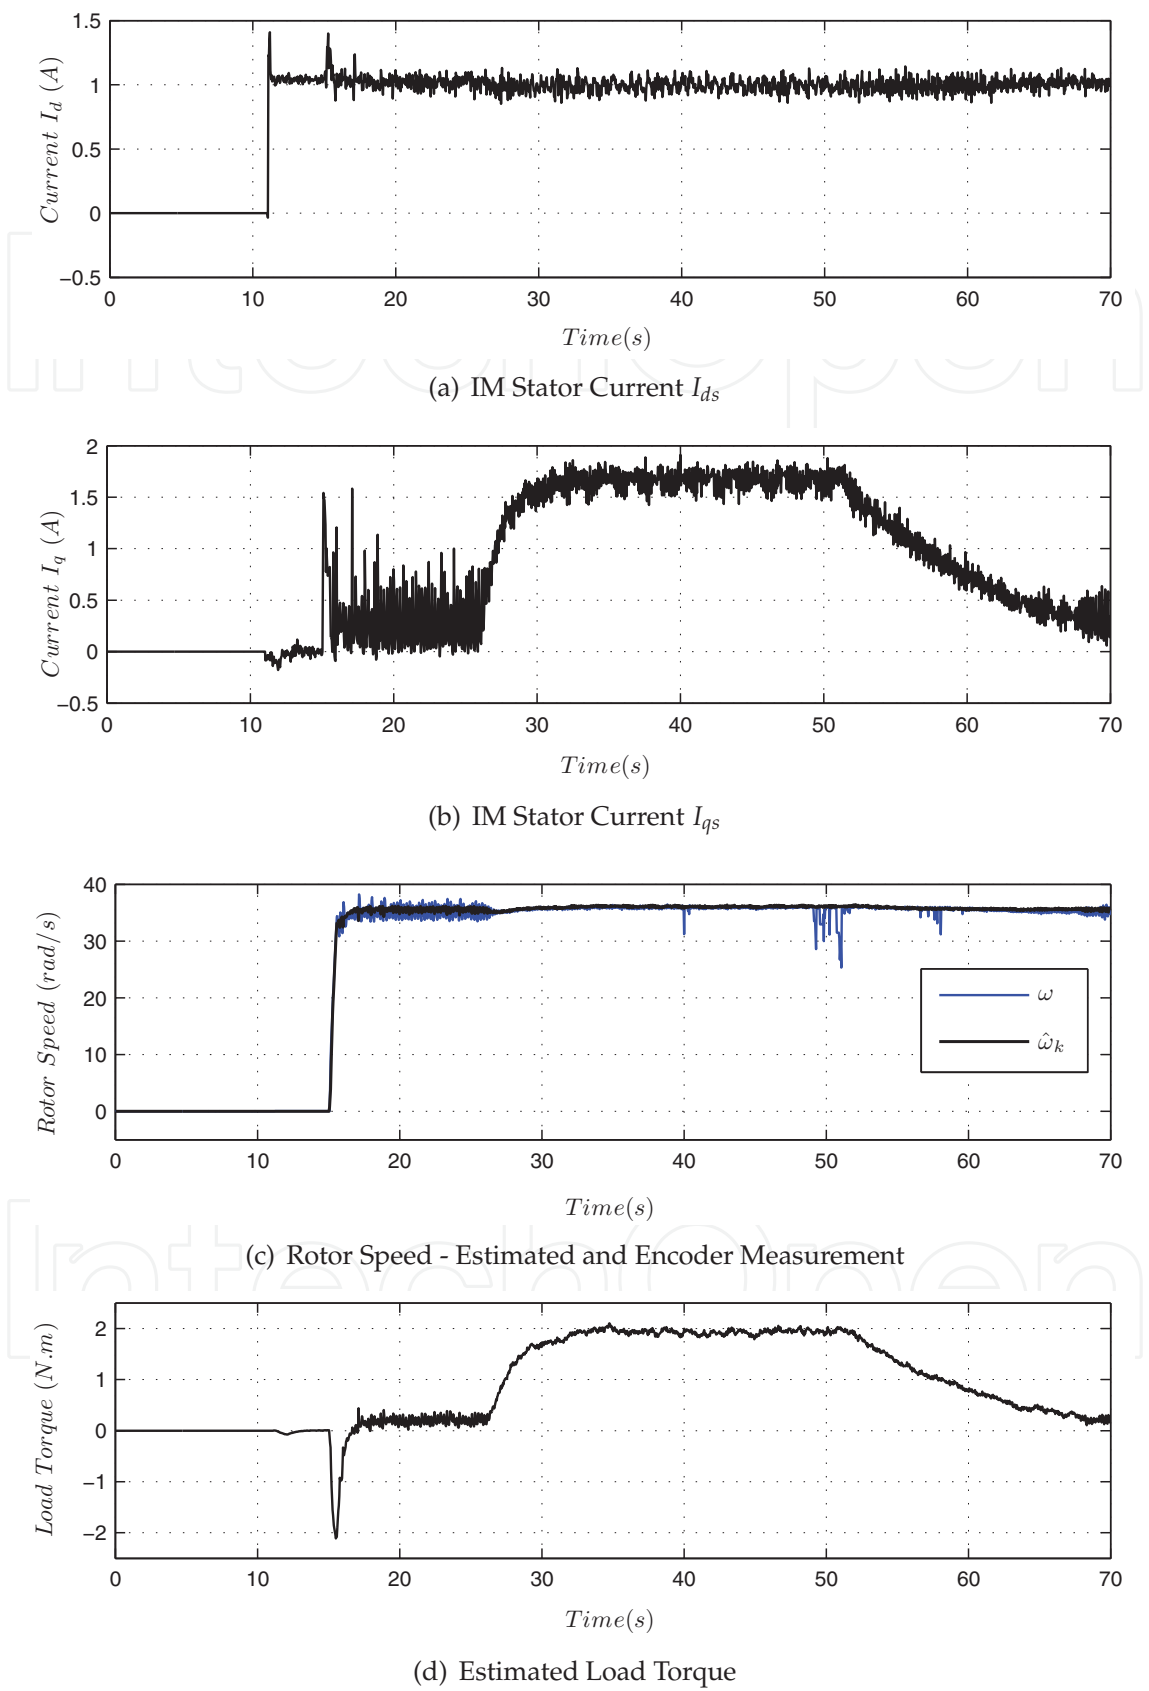 1.5
1
0.5
0
−0.5
Current I_d (A)
0 10 20 30 40 50 60 70
Time(s)
(a) IM Stator Current I_ds
2
1.5
1
0.5
0
−0.5
Current I_q (A)
0 10 20 30 40 50 60 70
Time(s)
(b) IM Stator Current I_qs
40
30
20
10
0
Rotor Speed (rad/s)
ω
ω̂_k
0 10 20 30 40 50 60 70
Time(s)
(c) Rotor Speed - Estimated and Encoder Measurement
2
1
0
−1
−2
Load Torque (N.m)
0 10 20 30 40 50 60 70
Time(s)
(d) Estimated Load Torque
IntechOpen
IntechOpen